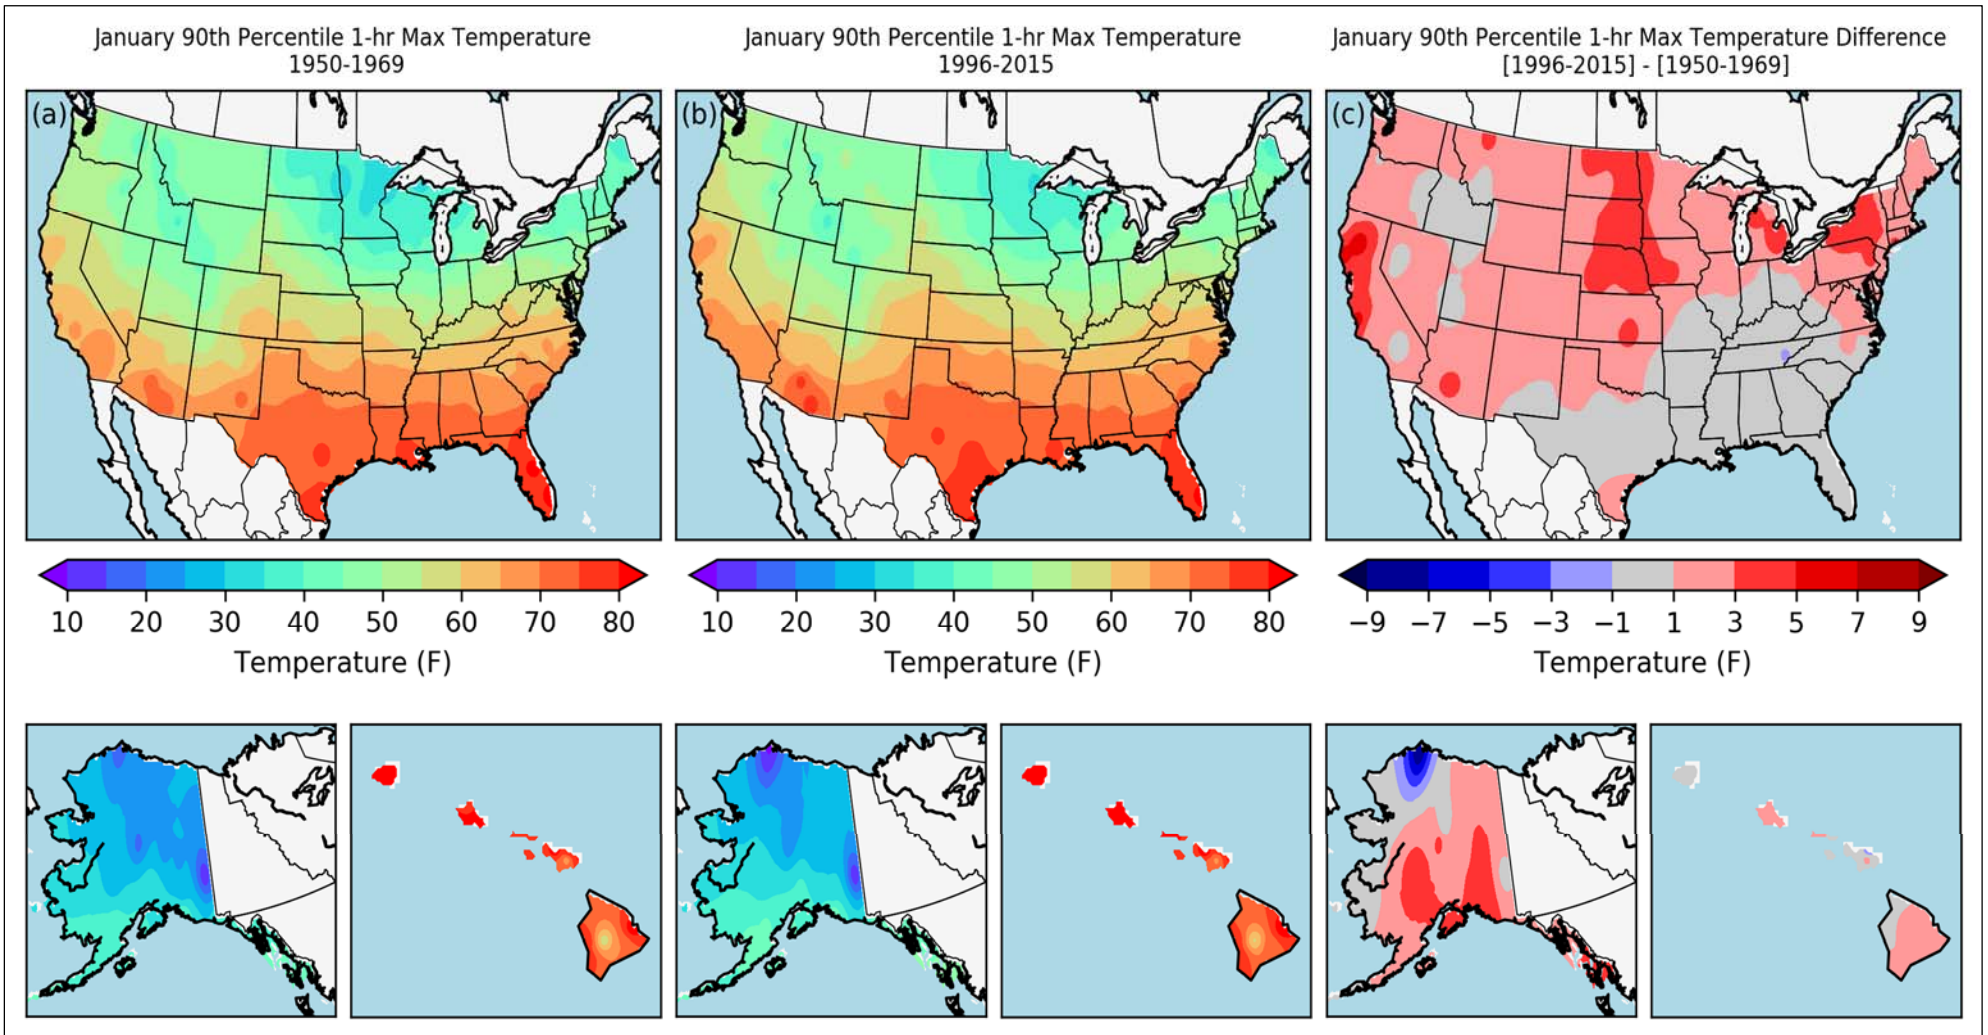 January 90th Percentile 1-hr Max Temperature
1950-1969
January 90th Percentile 1-hr Max Temperature
1996-2015
January 90th Percentile 1-hr Max Temperature Difference
[1996-2015] - [1950-1969]
(a)
(b)
(c)
10 20 30 40 50 60 70 80
Temperature (F)
10 20 30 40 50 60 70 80
Temperature (F)
−9 −7 −5 −3 −1 1 3 5 7 9
Temperature (F)